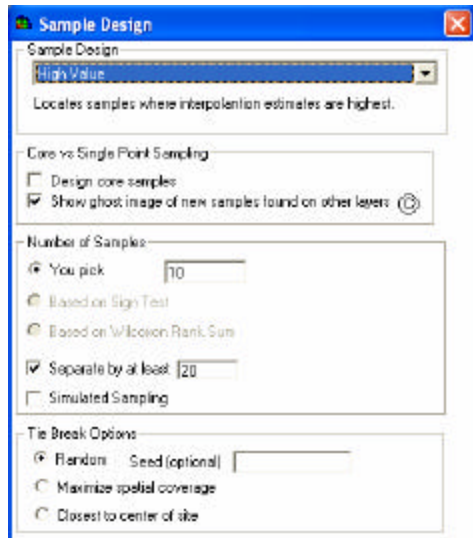 Sample Design
Sample Design
High Value
Locates samples where interpolantion estimates are highest.
Core vs Single Point Sampling
Design core samples
Show ghost image of new samples found on other layers
Number of Samples
You pick 10
Based on Sign Test
Based on Wilcoxon Rank Sum
Separate by at least 20
Simulated Sampling
Tie Break Options
Random Seed (optional)
Maximize spatial coverage
Closest to center of site